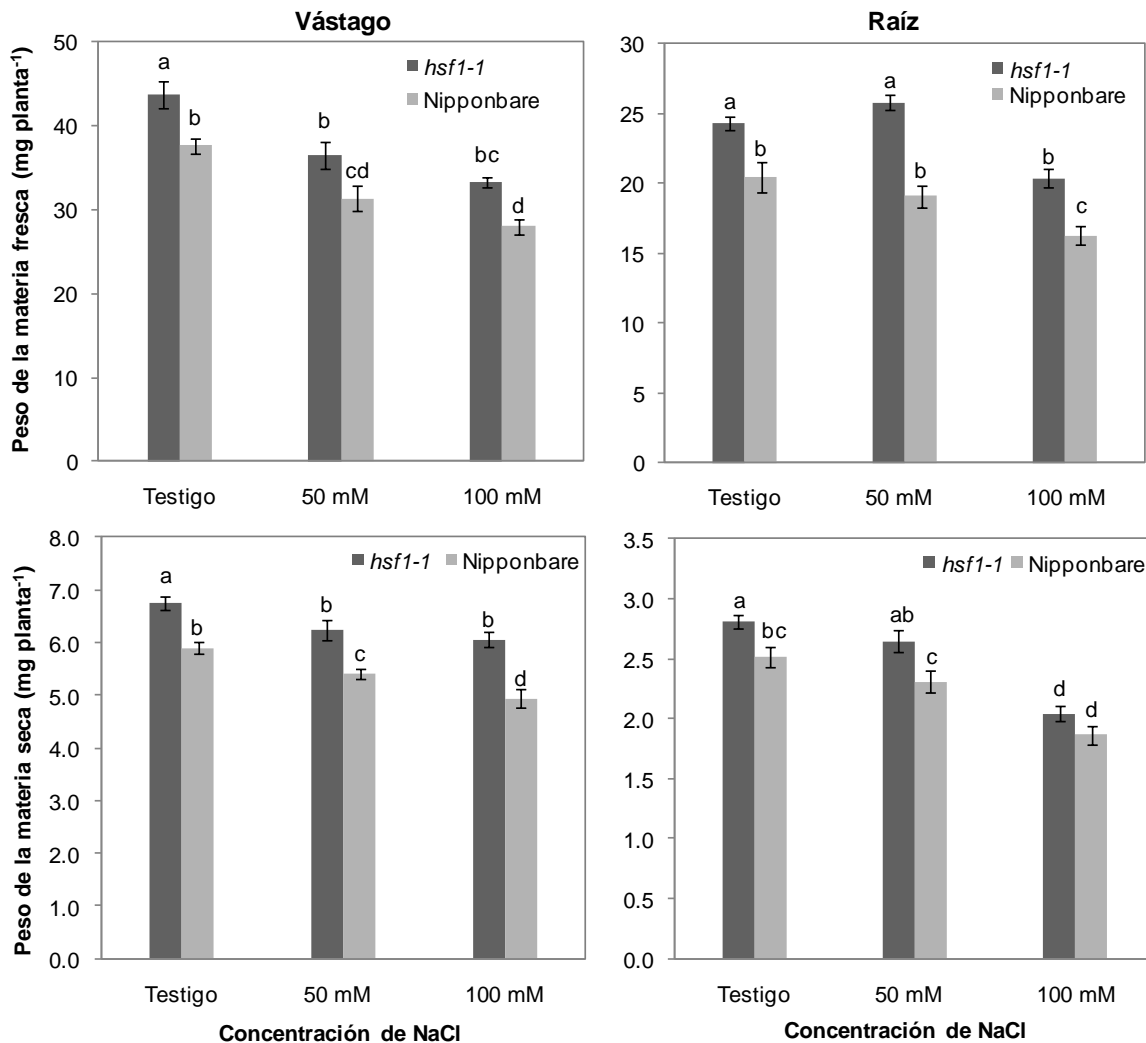 Vástago
Peso de la materia fresca (mg planta-1)
50
40
30
20
10
0
hsf1-1
Nipponbare
a
b
b
cd
bc
d
Testigo
50 mM
100 mM
Raíz
30
25
20
15
10
5
0
hsf1-1
Nipponbare
a
b
a
b
b
c
Testigo
50 mM
100 mM
Peso de la materia seca (mg planta-1)
8.0
7.0
6.0
5.0
4.0
3.0
2.0
1.0
0.0
hsf1-1 Nipponbare
a
b
b
c
b
d
Testigo
50 mM
100 mM
Concentración de NaCl
3.5
3.0
2.5
2.0
1.5
1.0
0.5
0.0
hsf1-1 Nipponbare
a
bc
ab
c
d
d
Testigo
50 mM
100 mM
Concentración de NaCl